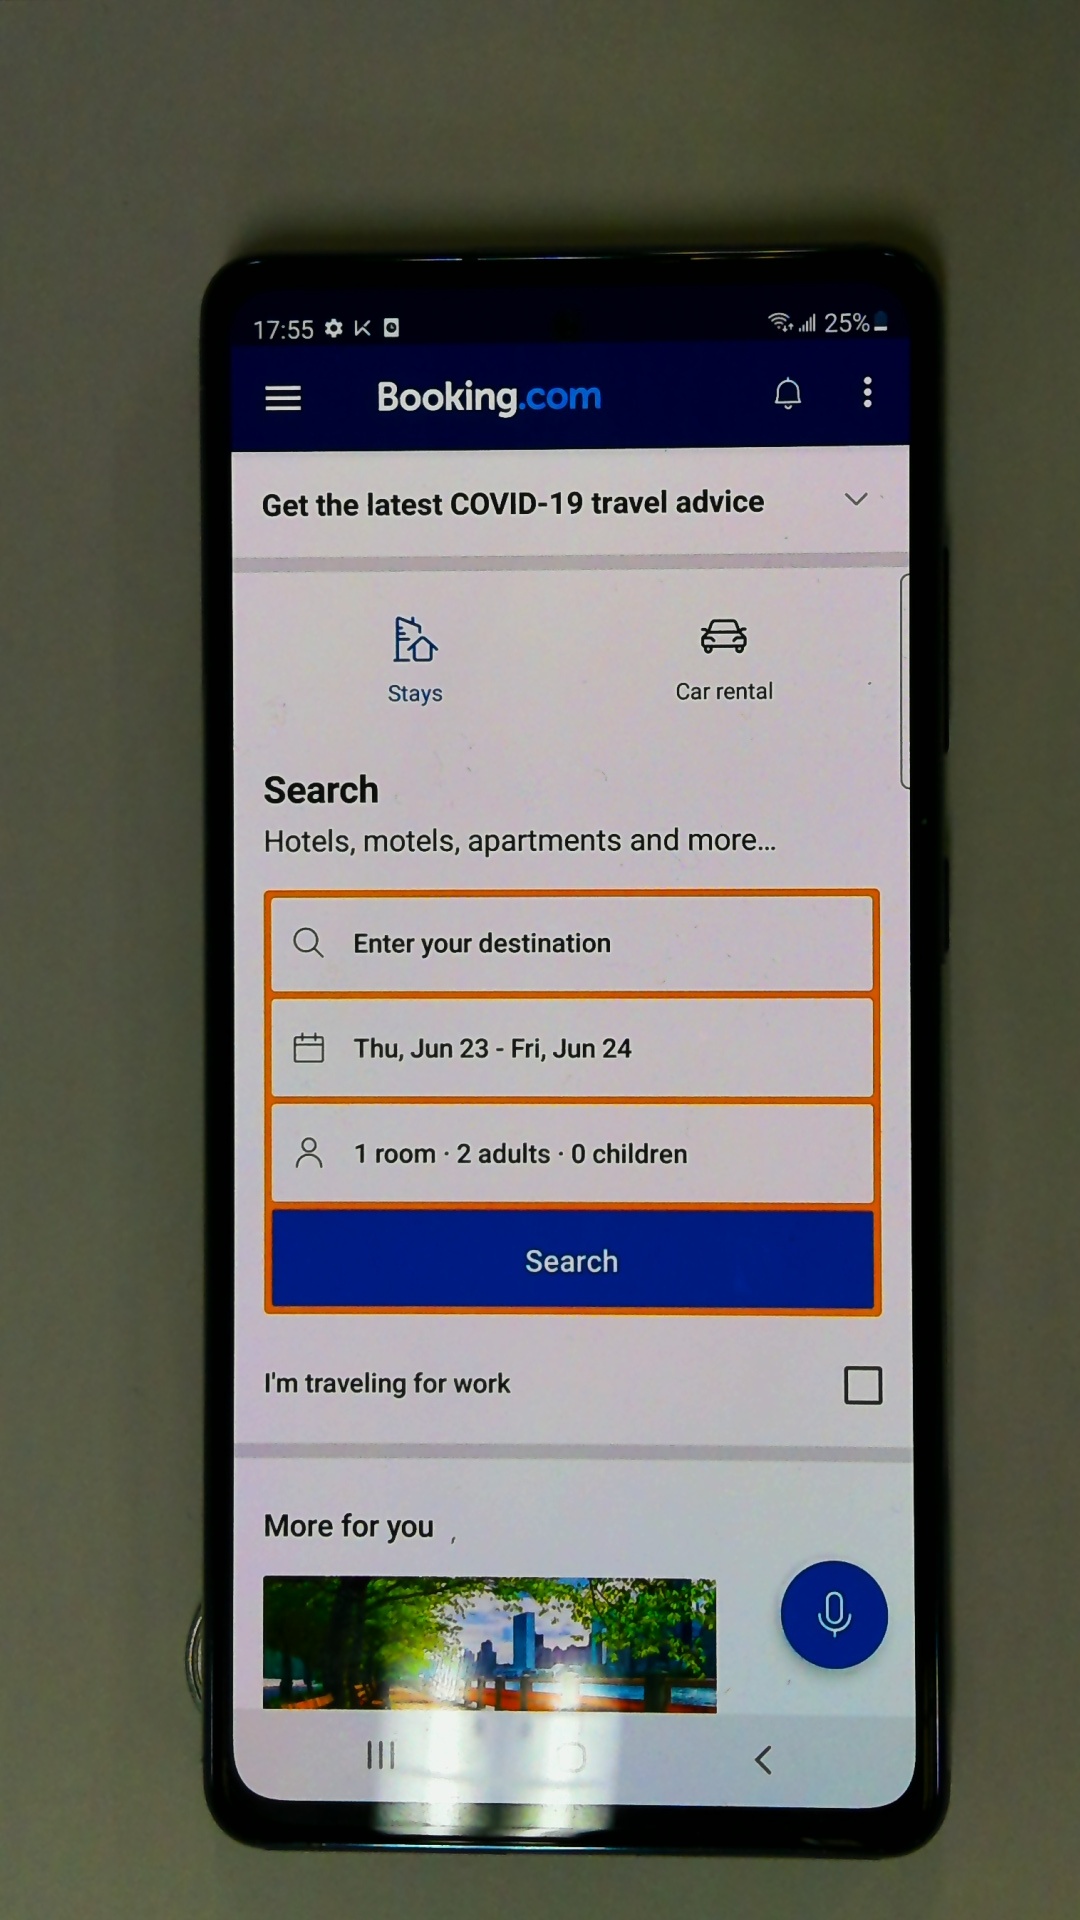 17:55 25%
Booking.com
Get the latest COVID-19 travel advice
Stays Car rental
Search
Hotels, motels, apartments and more...
Enter your destination
Thu, Jun 23 - Fri, Jun 24
1 room · 2 adults · 0 children
Search
I'm traveling for work
More for you